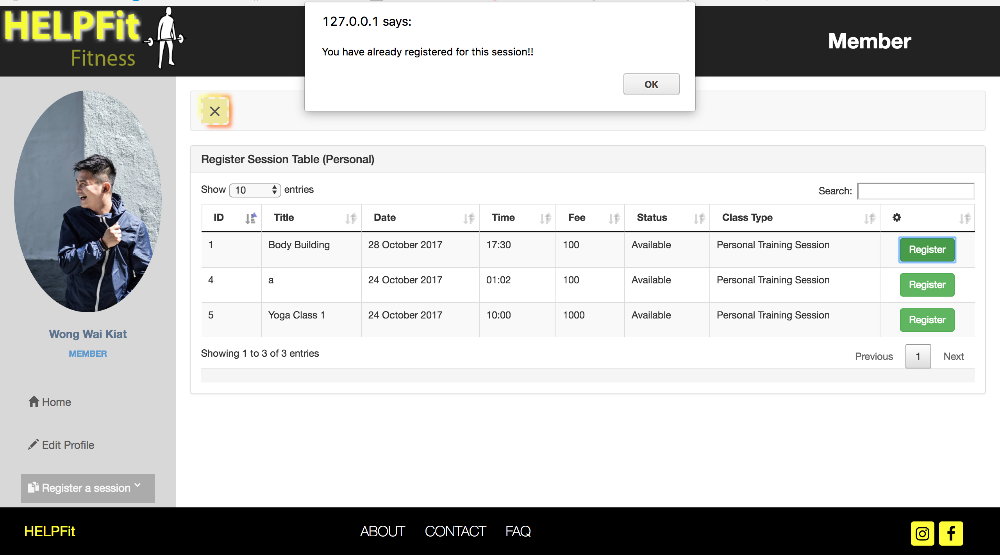 HELPFit
Fitness
127.0.0.1 says:
You have already registered for this session!!
OK
Member
Register Session Table (Personal)
Show 10 entries
Search:
ID Title Date Time Fee Status Class Type
1 Body Building 28 October 2017 17:30 100 Available Personal Training Session Register
4 a 24 October 2017 01:02 100 Available Personal Training Session Register
5 Yoga Class 1 24 October 2017 10:00 1000 Available Personal Training Session Register
Showing 1 to 3 of 3 entries
Previous 1 Next
Wong Wai Kiat
MEMBER
Home
Edit Profile
Register a session
HELPFit ABOUT CONTACT FAQ